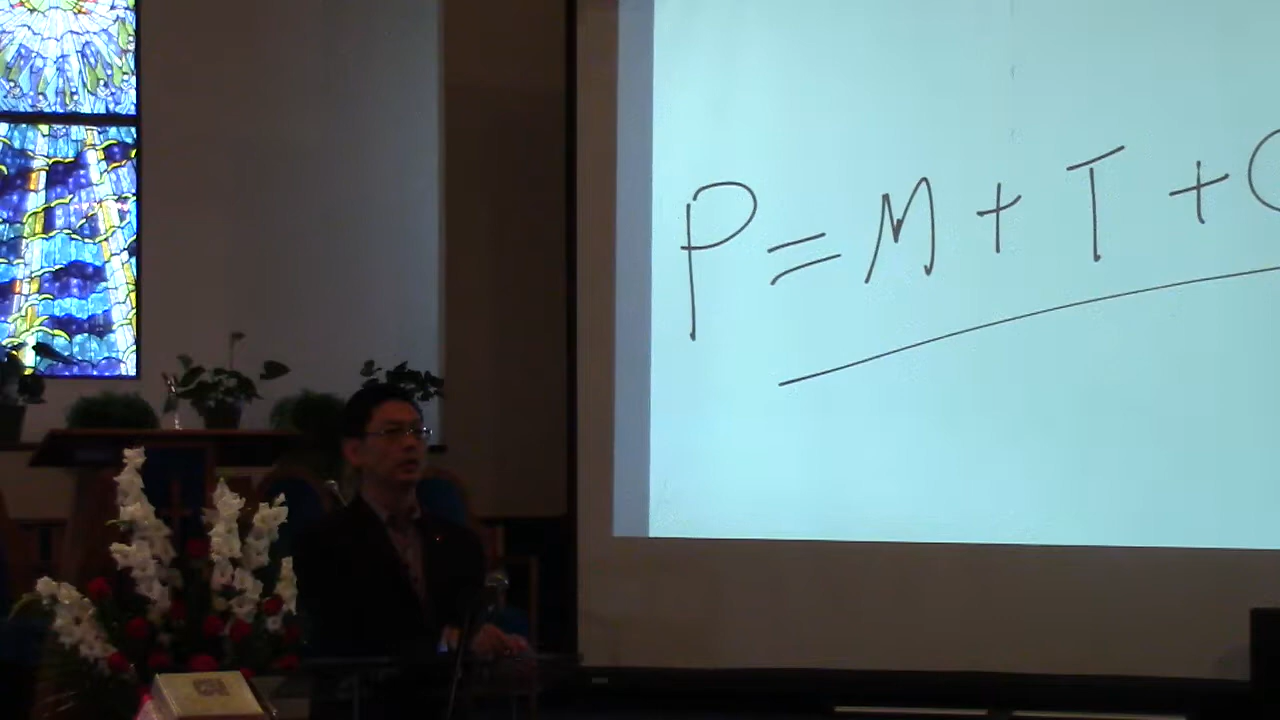 P = M + T +